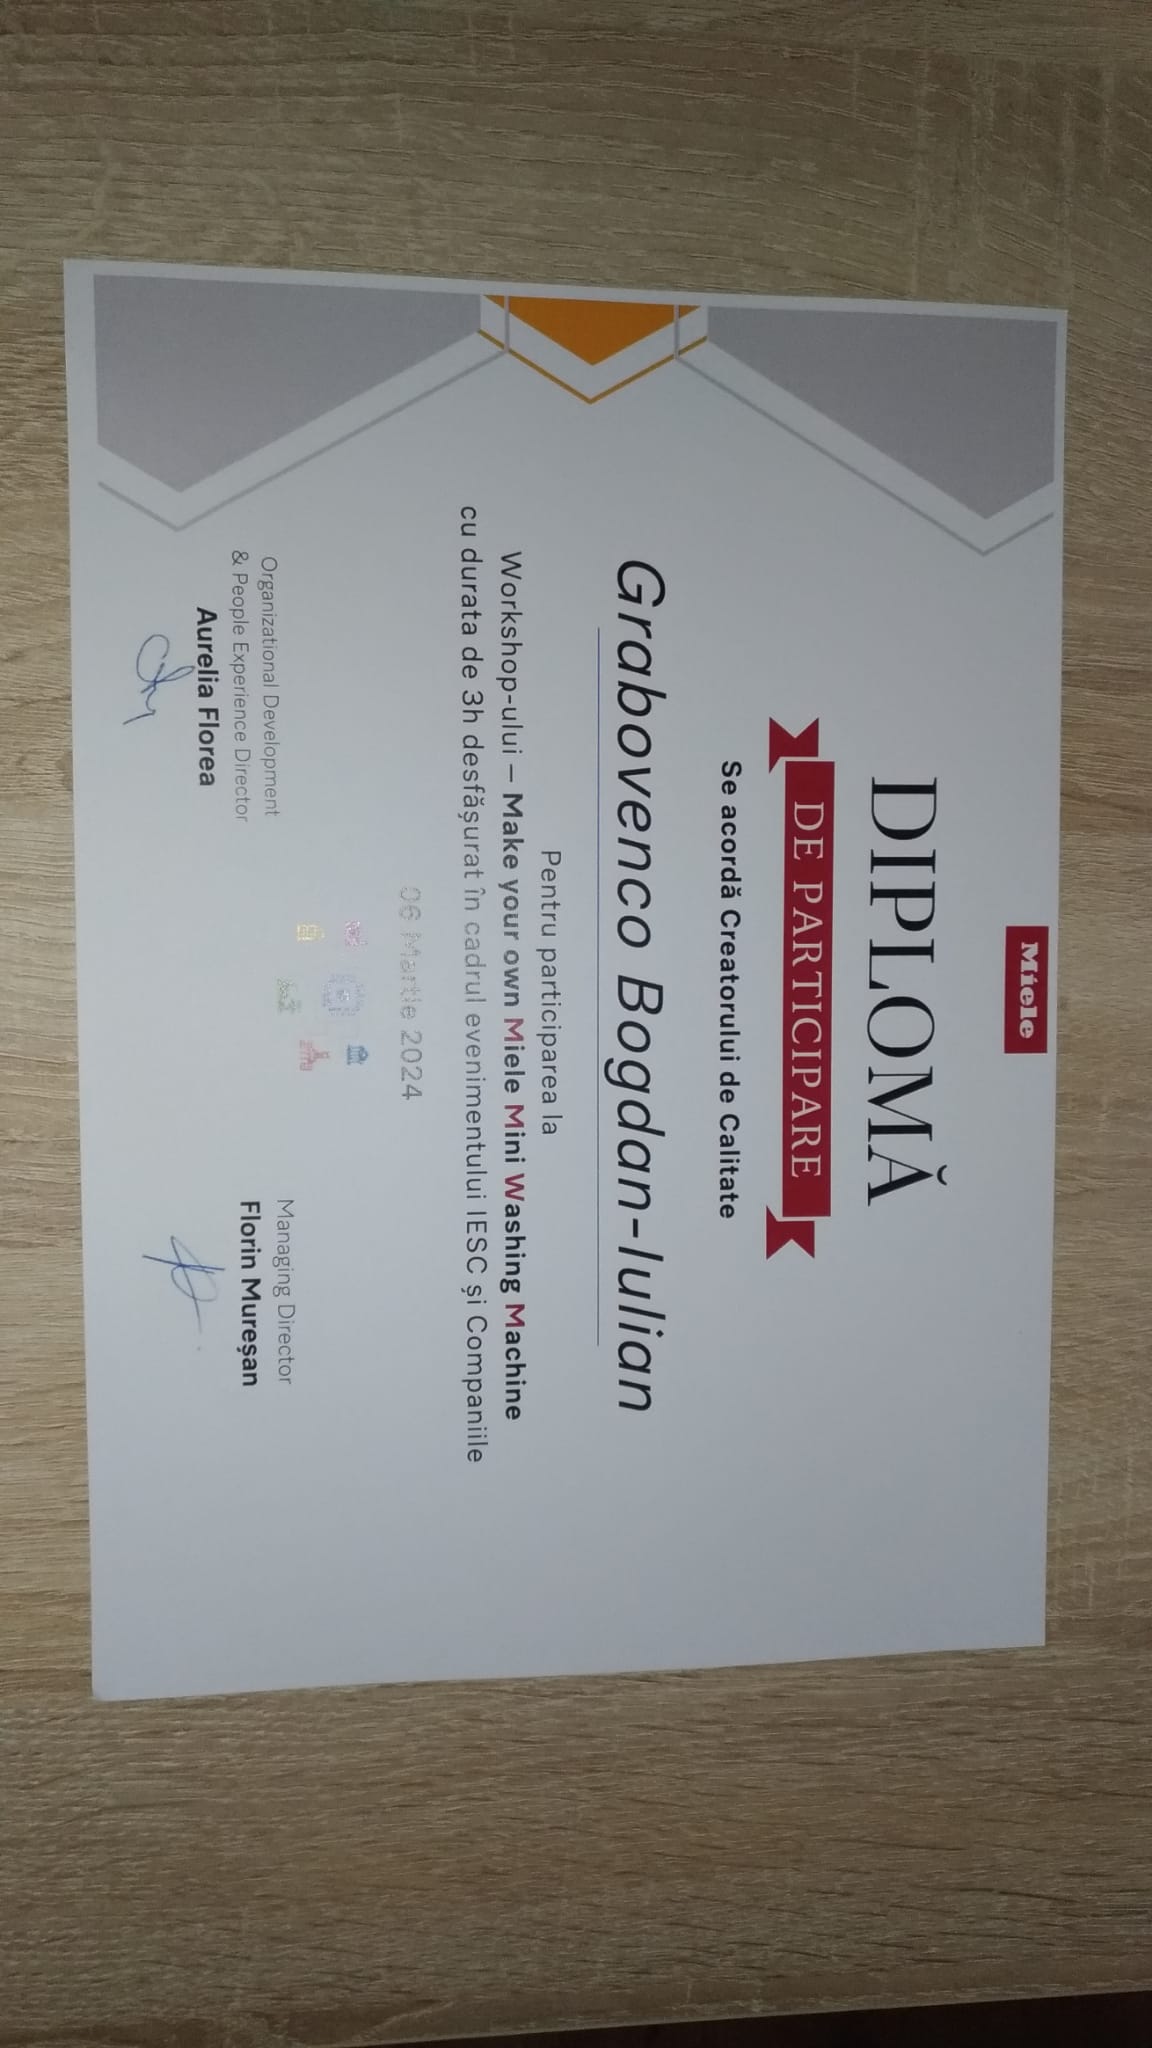 Miele
DIPLOMĂ
DE PARTICIPARE
Se acordă Creatorului de Calitate
Grabovenco Bogdan-Iulian
Pentru participarea la
Workshop-ului – Make your own Miele Mini Washing Machine
cu durata de 3h desfășurat în cadrul evenimentului IESC și Companiile
06 Martie 2024
Organizational Development
& People Experience Director
Aurelia Florea
Managing Director
Florin Mureșan